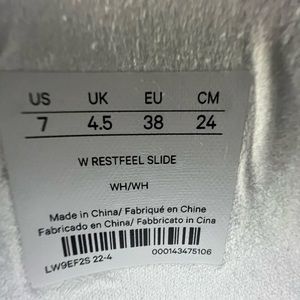 US UK EU CM
7 4.5 38 24
W RESTFEEL SLIDE
WH/WH
Made in China/ Fabriqué en Chine
Fabricado en China/ Fabbricato in Cina
LW9EF2S 22-4 000143475106